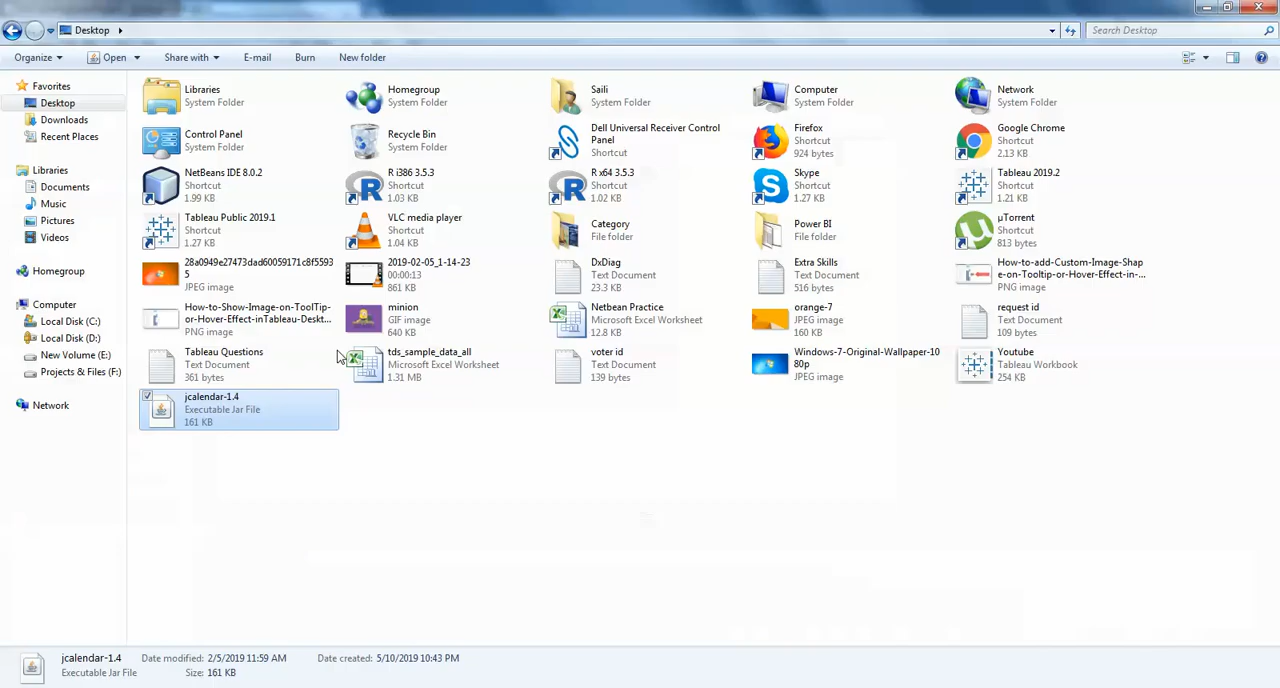 Desktop
Search Desktop
Organize
Open
Share with
E-mail
Burn
New folder
Favorites
Desktop
Downloads
Recent Places
Libraries
Documents
Music
Pictures
Videos
Homegroup
Computer
Local Disk (C:)
Local Disk (D:)
New Volume (E:)
Projects & Files (F:)
Network
Libraries
System Folder
Homegroup
System Folder
Saili
System Folder
Computer
System Folder
Network
System Folder
Control Panel
System Folder
Recycle Bin
System Folder
Dell Universal Receiver Control
Panel
Shortcut
Firefox
Shortcut
924 bytes
Google Chrome
Shortcut
2.13 KB
NetBeans IDE 8.0.2
Shortcut
1.99 KB
R i386 3.5.3
Shortcut
1.03 KB
R x64 3.5.3
Shortcut
1.02 KB
Skype
Shortcut
1.27 KB
Tableau 2019.2
Shortcut
1.21 KB
Tableau Public 2019.1
Shortcut
1.27 KB
VLC media player
Shortcut
1.04 KB
Category
File folder
Power BI
File folder
µTorrent
Shortcut
813 bytes
28a0949e27473dad60059171c8f5593
5
JPEG image
2019-02-05_1-14-23
00:00:13
861 KB
DxDiag
Text Document
23.3 KB
Extra Skills
Text Document
516 bytes
How-to-add-Custom-Image-Shap
e-on-Tooltip-or-Hover-Effect-in-...
PNG image
How-to-Show-Image-on-ToolTip-
or-Hover-Effect-inTableau-Deskt...
PNG image
minion
GIF image
640 KB
Netbean Practice
Microsoft Excel Worksheet
12.8 KB
orange-7
JPEG image
160 KB
request id
Text Document
109 bytes
Tableau Questions
Text Document
361 bytes
tds_sample_data_all
Microsoft Excel Worksheet
1.31 MB
voter id
Text Document
139 bytes
Windows-7-Original-Wallpaper-10
80p
JPEG image
Youtube
Tableau Workbook
254 KB
jcalendar-1.4
Executable Jar File
161 KB
jcalendar-1.4
Date modified: 2/5/2019 11:59 AM
Date created: 5/10/2019 10:43 PM
Executable Jar File
Size: 161 KB